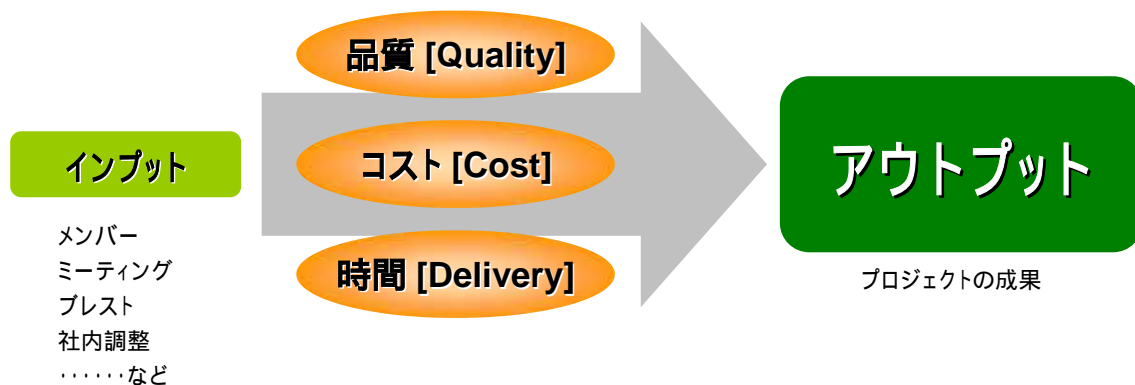 インプット
メンバー
ミーティング
ブレスト
社内調整
‥‥‥など
品質 [Quality]
コスト [Cost]
時間 [Delivery]
アウトプット
プロジェクトの成果